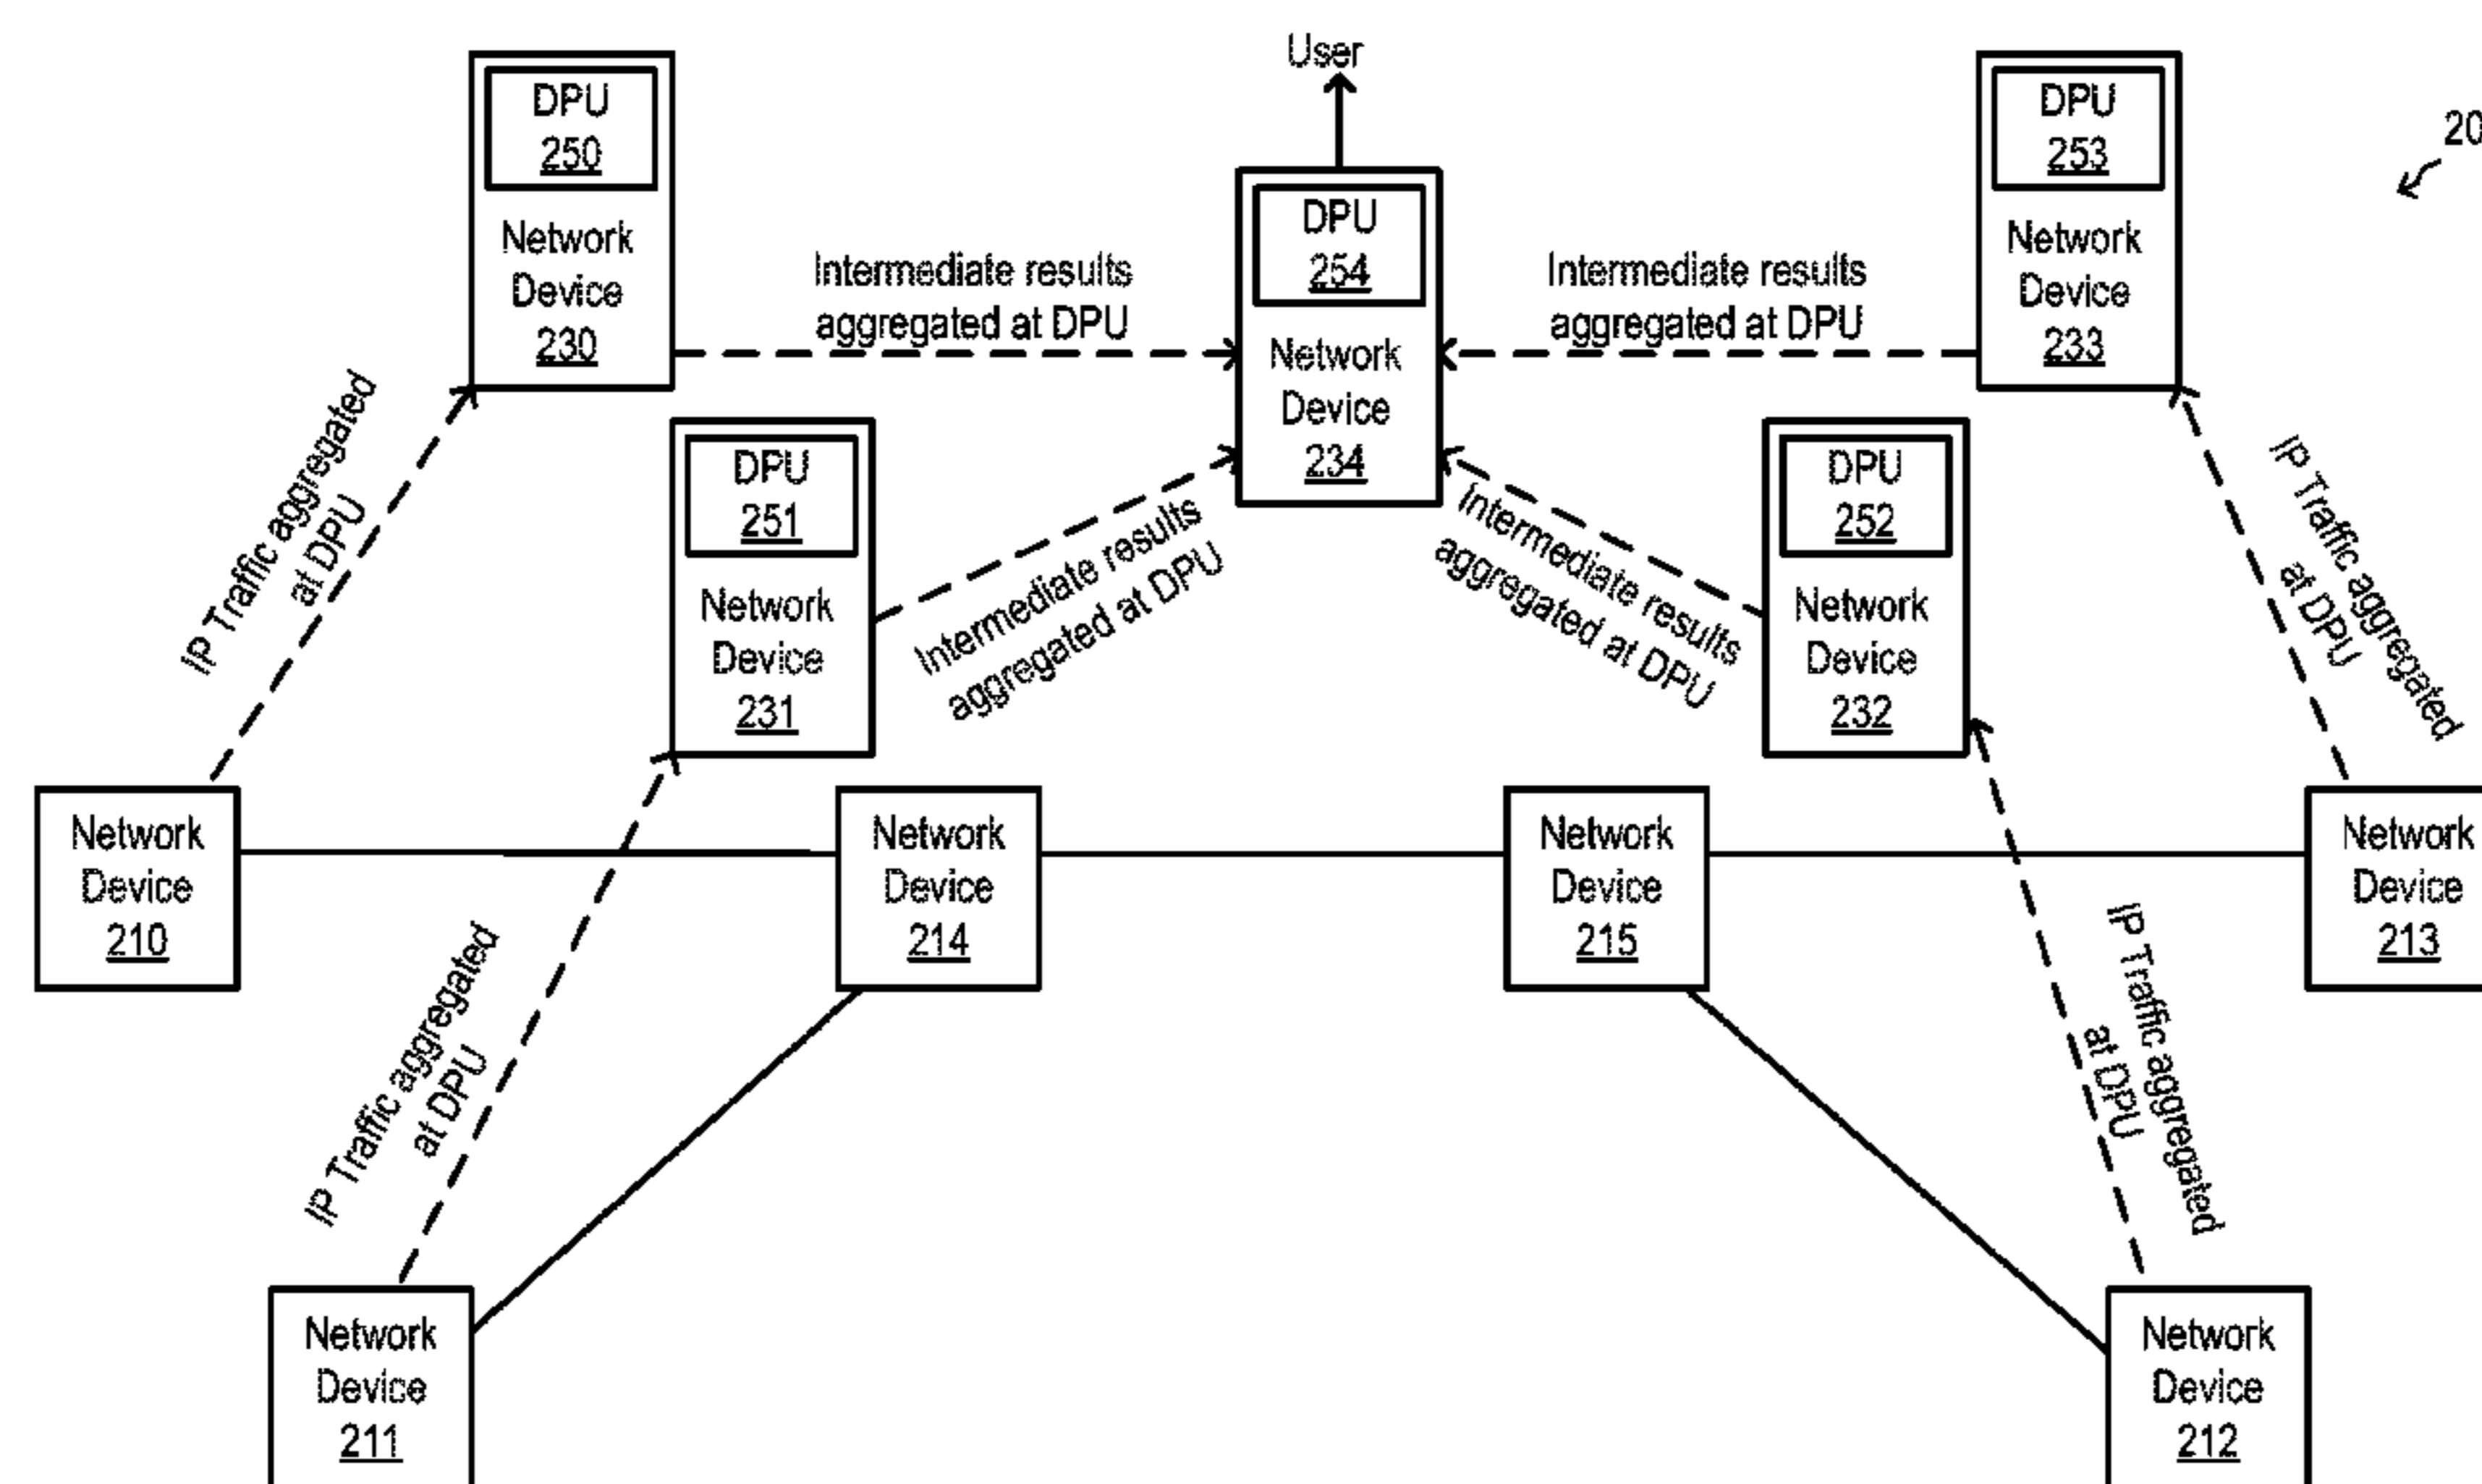 User
DPU
250
Network
Device
230
DPU
254
Network
Device
234
DPU
253
Network
Device
233
20
Intermediate results
aggregated at DPU
Intermediate results
aggregated at DPU
IP Traffic aggregated
at DPU
DPU
251
Network
Device
231
Intermediate results
aggregated at DPU
Intermediate results
aggregated at DPU
DPU
252
Network
Device
232
IP Traffic aggregated
at DPU
Network
Device
210
Network
Device
214
Network
Device
215
Network
Device
213
IP Traffic aggregated
at DPU
IP Traffic aggregated
at DPU
Network
Device
211
Network
Device
212